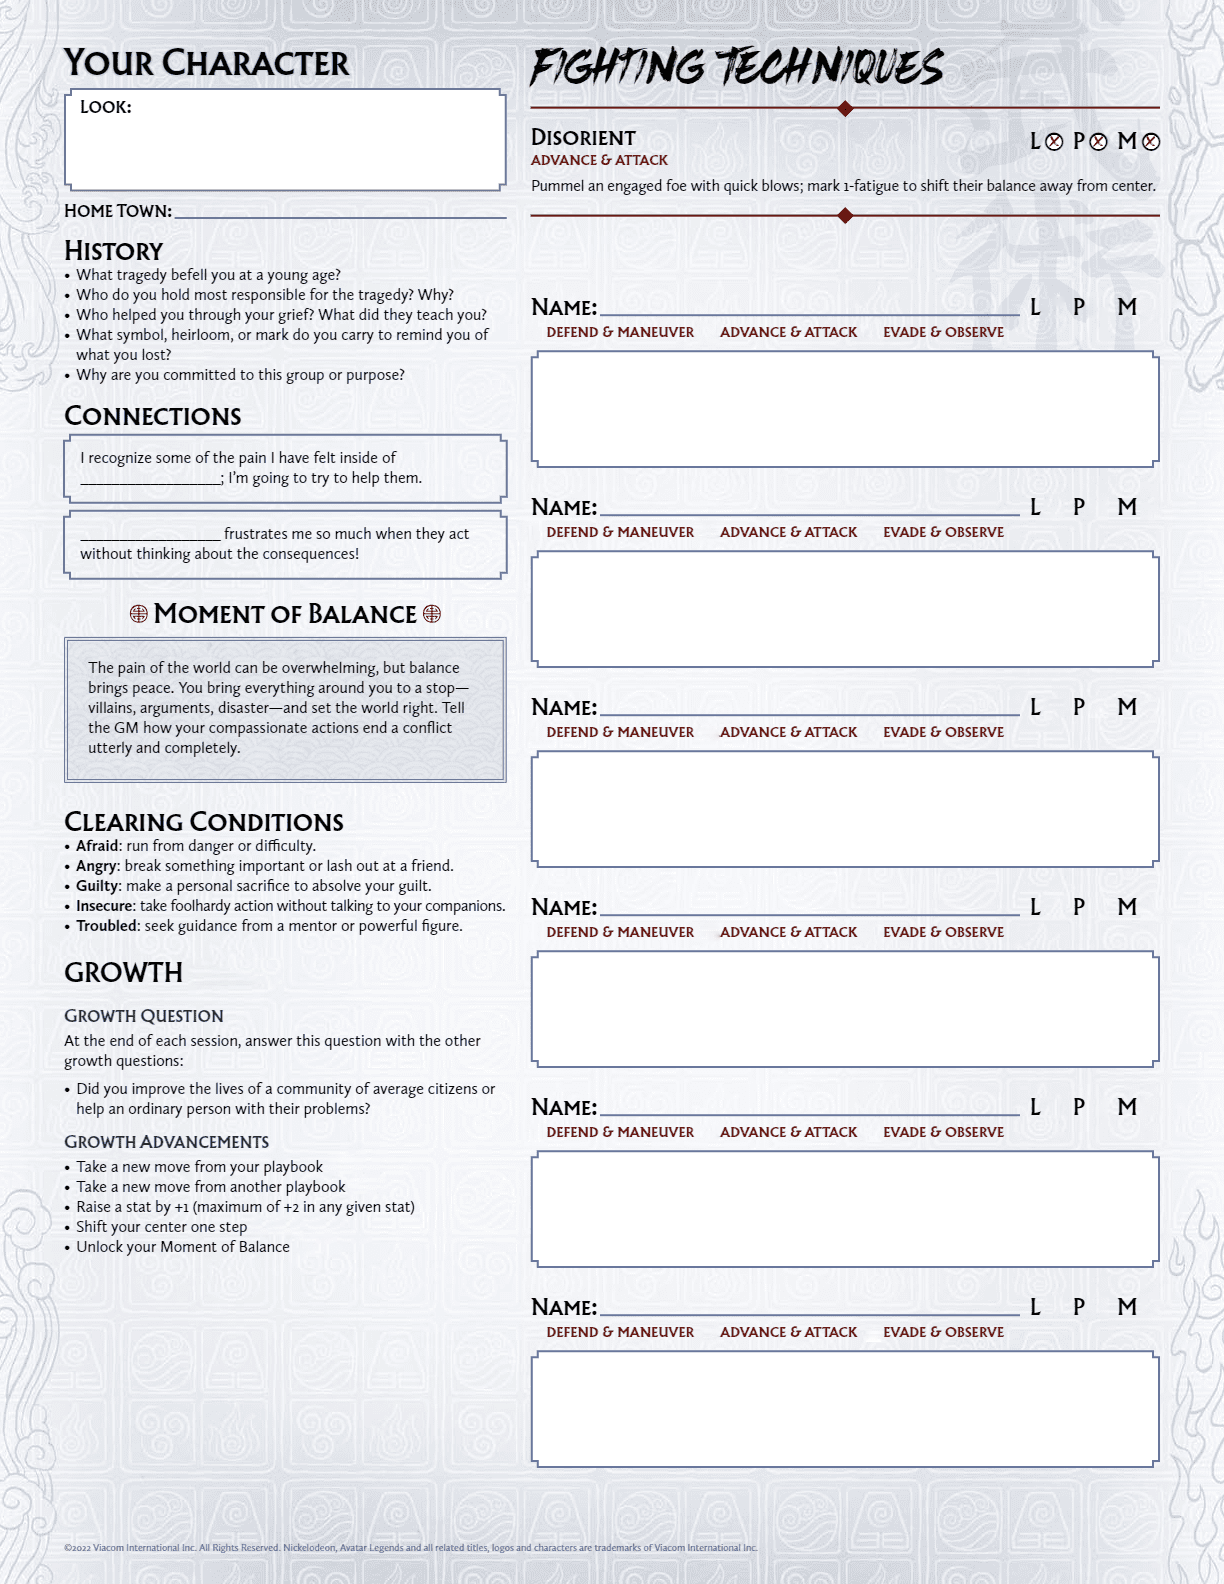 Your Character
Look:
Home Town:
History
• What tragedy befell you at a young age?
• Who do you hold most responsible for the tragedy? Why?
• Who helped you through your grief? What did they teach you?
• What symbol, heirloom, or mark do you carry to remind you of
what you lost?
• Why are you committed to this group or purpose?
Connections
I recognize some of the pain I have felt inside of
__________________; I'm going to try to help them.
__________________ frustrates me so much when they act
without thinking about the consequences!
Moment of Balance
The pain of the world can be overwhelming, but balance
brings peace. You bring everything around you to a stop—
villains, arguments, disaster—and set the world right. Tell
the GM how your compassionate actions end a conflict
utterly and completely.
Clearing Conditions
• Afraid: run from danger or difficulty.
• Angry: break something important or lash out at a friend.
• Guilty: make a personal sacrifice to absolve your guilt.
• Insecure: take foolhardy action without talking to your companions.
• Troubled: seek guidance from a mentor or powerful figure.
GROWTH
Growth Question
At the end of each session, answer this question with the other
growth questions:
• Did you improve the lives of a community of average citizens or
help an ordinary person with their problems?
Growth Advancements
• Take a new move from your playbook
• Take a new move from another playbook
• Raise a stat by +1 (maximum of +2 in any given stat)
• Shift your center one step
• Unlock your Moment of Balance
Fighting Techniques
武術
Disorient L P M
ADVANCE & ATTACK
Pummel an engaged foe with quick blows; mark 1-fatigue to shift their balance away from center.
Name: L P M
DEFEND & MANEUVER ADVANCE & ATTACK EVADE & OBSERVE
Name: L P M
DEFEND & MANEUVER ADVANCE & ATTACK EVADE & OBSERVE
Name: L P M
DEFEND & MANEUVER ADVANCE & ATTACK EVADE & OBSERVE
Name: L P M
DEFEND & MANEUVER ADVANCE & ATTACK EVADE & OBSERVE
Name: L P M
DEFEND & MANEUVER ADVANCE & ATTACK EVADE & OBSERVE
Name: L P M
DEFEND & MANEUVER ADVANCE & ATTACK EVADE & OBSERVE
©2022 Viacom International Inc. All Rights Reserved. Nickelodeon, Avatar Legends and all related titles, logos and characters are trademarks of Viacom International Inc.